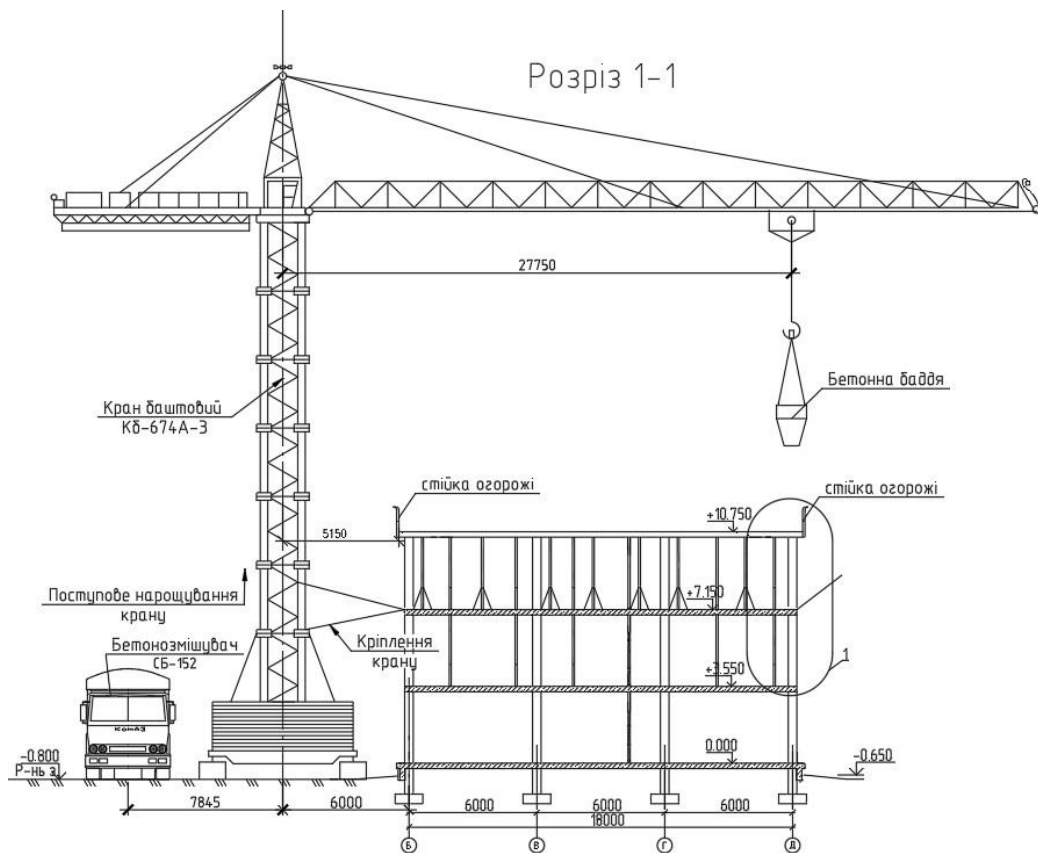 Розріз 1-1
27750
Бетонна баддя
Кран баштовий
Кб-674А-3
стійка огорожі
стійка огорожі
+10.750
5150
+7.150
Поступове нарощування
крану
Кріплення
крану
Бетонозмішувач
СБ-152
КамАЗ
1
+3.550
0.000
-0.800
Р-нь з
-0.650
7845
6000
6000
6000
6000
18000
Б
В
Г
Д